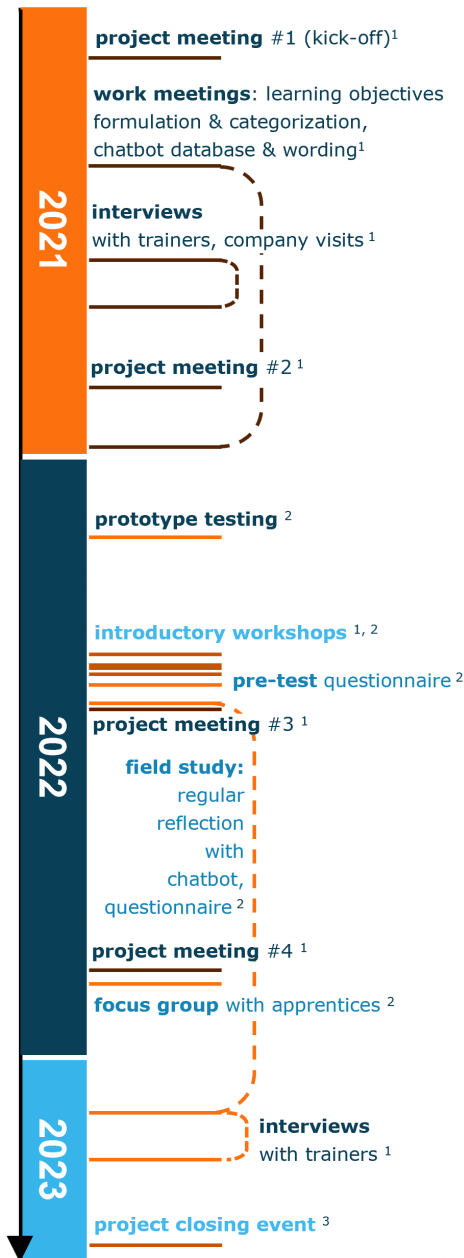 project meeting #1 (kick-off)¹
work meetings: learning objectives
formulation & categorization,
chatbot database & wording¹
2021
interviews
with trainers, company visits ¹
project meeting #2 ¹
prototype testing ²
introductory workshops ¹, ²
pre-test questionnaire ²
2022
project meeting #3 ¹
field study:
regular
reflection
with
chatbot,
questionnaire ²
project meeting #4 ¹
focus group with apprentices ²
2023
interviews
with trainers ¹
project closing event ³